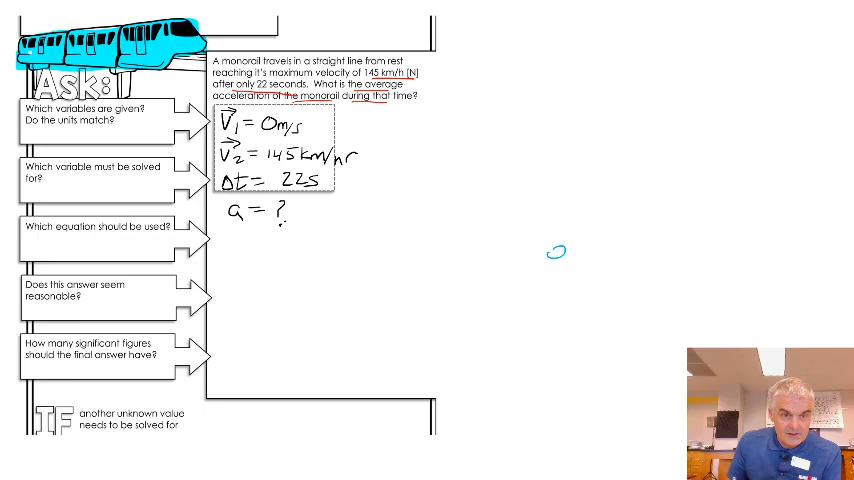 Ask:
A monorail travels in a straight line from rest
reaching it's maximum velocity of 145 km/h [N]
after only 22 seconds. What is the average
acceleration of the monorail during that time?
Which variables are given?
Do the units match?
V⃗₁ = 0m/s
V⃗₂ = 145km/hr
Which variable must be solved
for?
Δt = 22s
a = ?
Which equation should be used?
Does this answer seem
reasonable?
How many significant figures
should the final answer have?
IF another unknown value
needs to be solved for